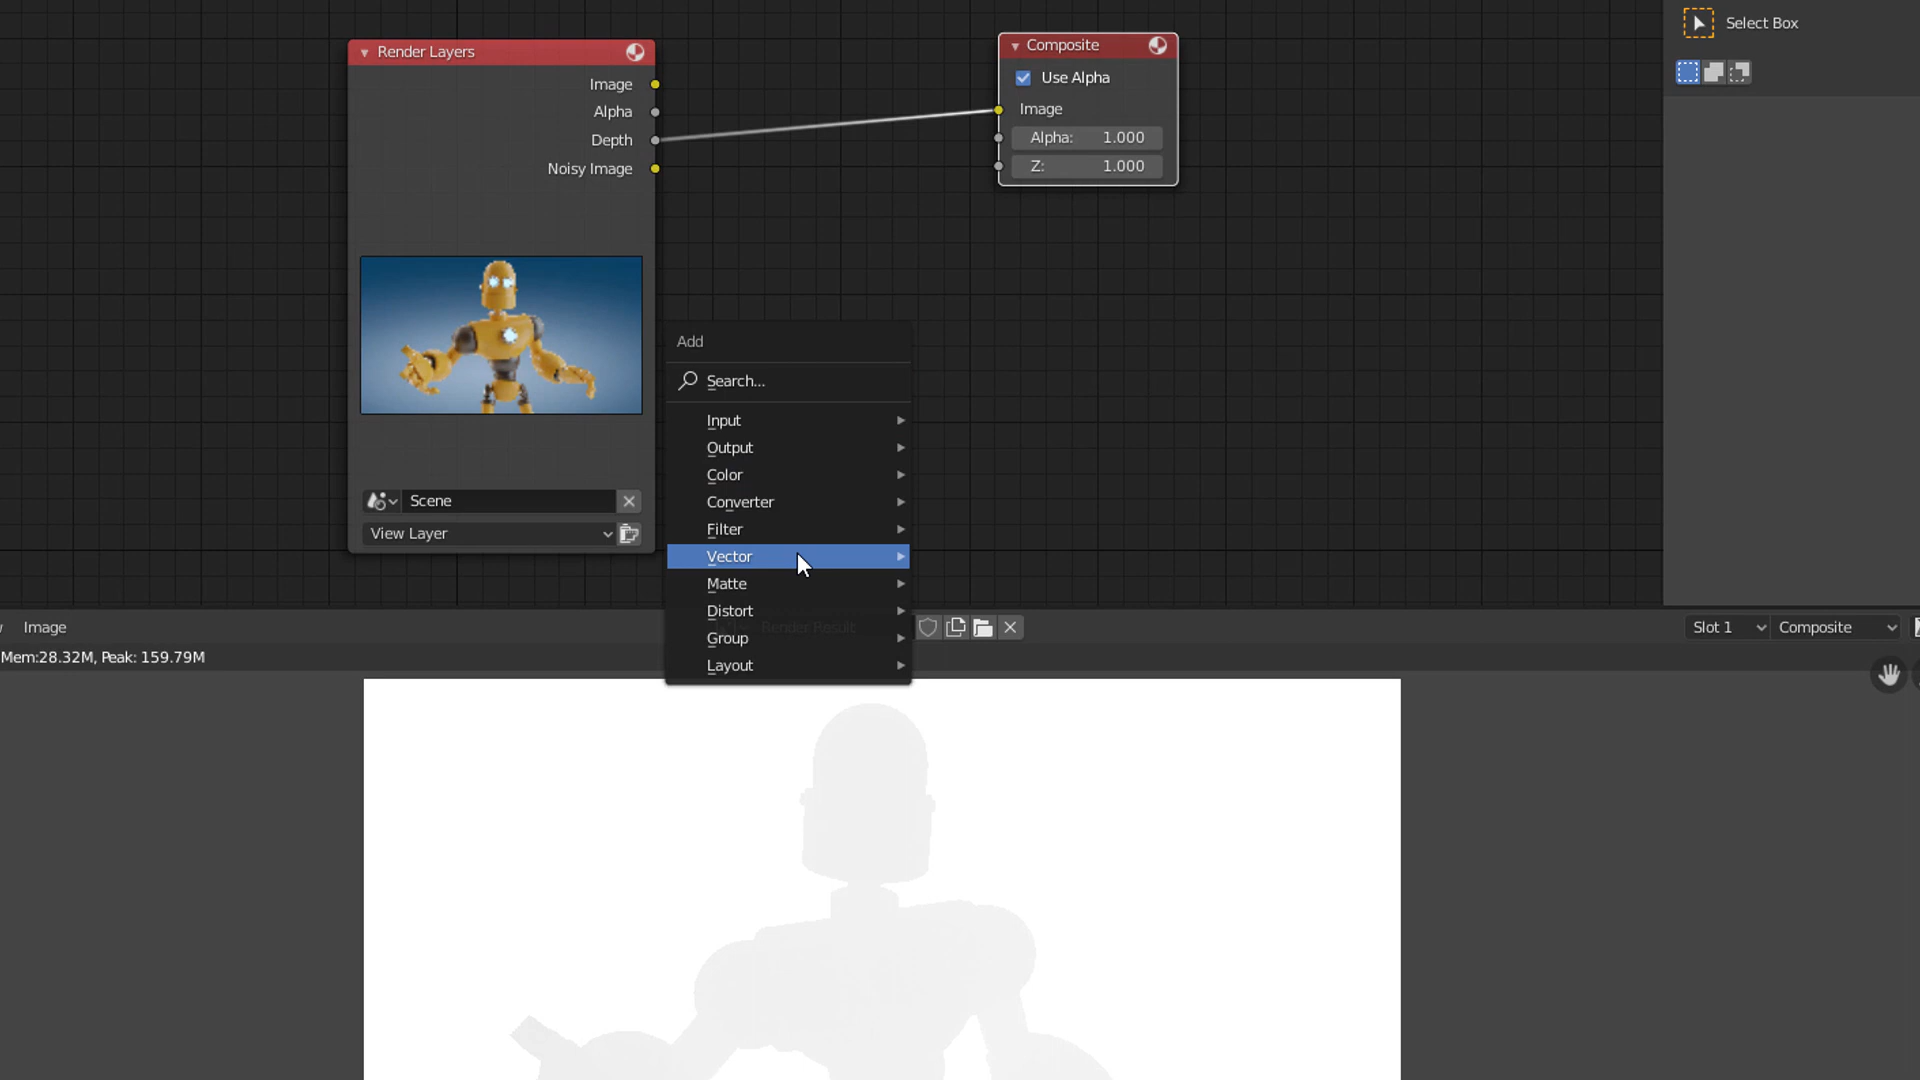 Render Layers
Image
Alpha
Depth
Noisy Image
Scene
View Layer
Composite
Use Alpha
Image
Alpha: 1.000
Z: 1.000
Select Box
Add
Search...
Input
Output
Color
Converter
Filter
Vector
Matte
Distort
Group
Layout
Image
Render Result
Slot 1
Composite
Mem:28.32M, Peak: 159.79M